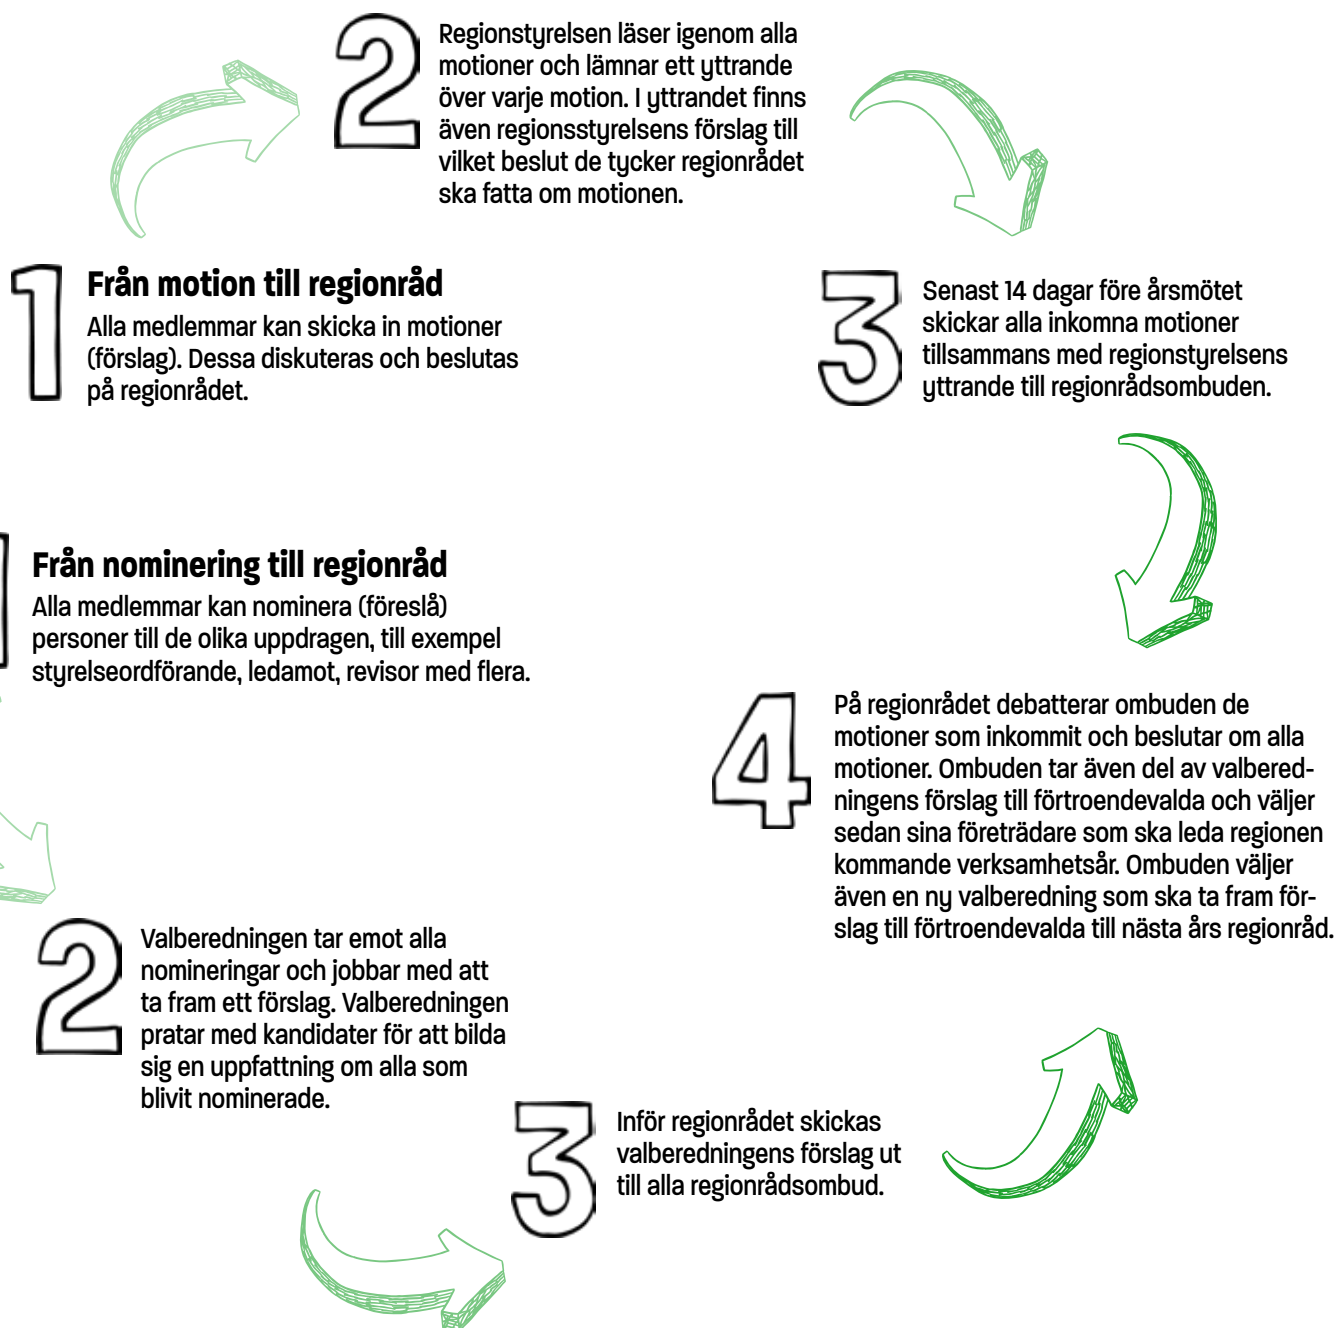 1
Från motion till regionråd
Alla medlemmar kan skicka in motioner
(förslag). Dessa diskuteras och beslutas
på regionrådet.
2
Regionstyrelsen läser igenom alla
motioner och lämnar ett yttrande
över varje motion. I yttrandet finns
även regionsstyrelsens förslag till
vilket beslut de tycker regionrådet
ska fatta om motionen.
3
Senast 14 dagar före årsmötet
skickar alla inkomna motioner
tillsammans med regionstyrelsens
yttrande till regionrådsombuden.
Från nominering till regionråd
Alla medlemmar kan nominera (föreslå)
personer till de olika uppdragen, till exempel
styrelseordförande, ledamot, revisor med flera.
2
Valberedningen tar emot alla
nomineringar och jobbar med att
ta fram ett förslag. Valberedningen
pratar med kandidater för att bilda
sig en uppfattning om alla som
blivit nominerade.
3
Inför regionrådet skickas
valberedningens förslag ut
till alla regionrådsombud.
4
På regionrådet debatterar ombuden de
motioner som inkommit och beslutar om alla
motioner. Ombuden tar även del av valbered-
ningens förslag till förtroendevalda och väljer
sedan sina företrädare som ska leda regionen
kommande verksamhetsår. Ombuden väljer
även en ny valberedning som ska ta fram för-
slag till förtroendevalda till nästa års regionråd.